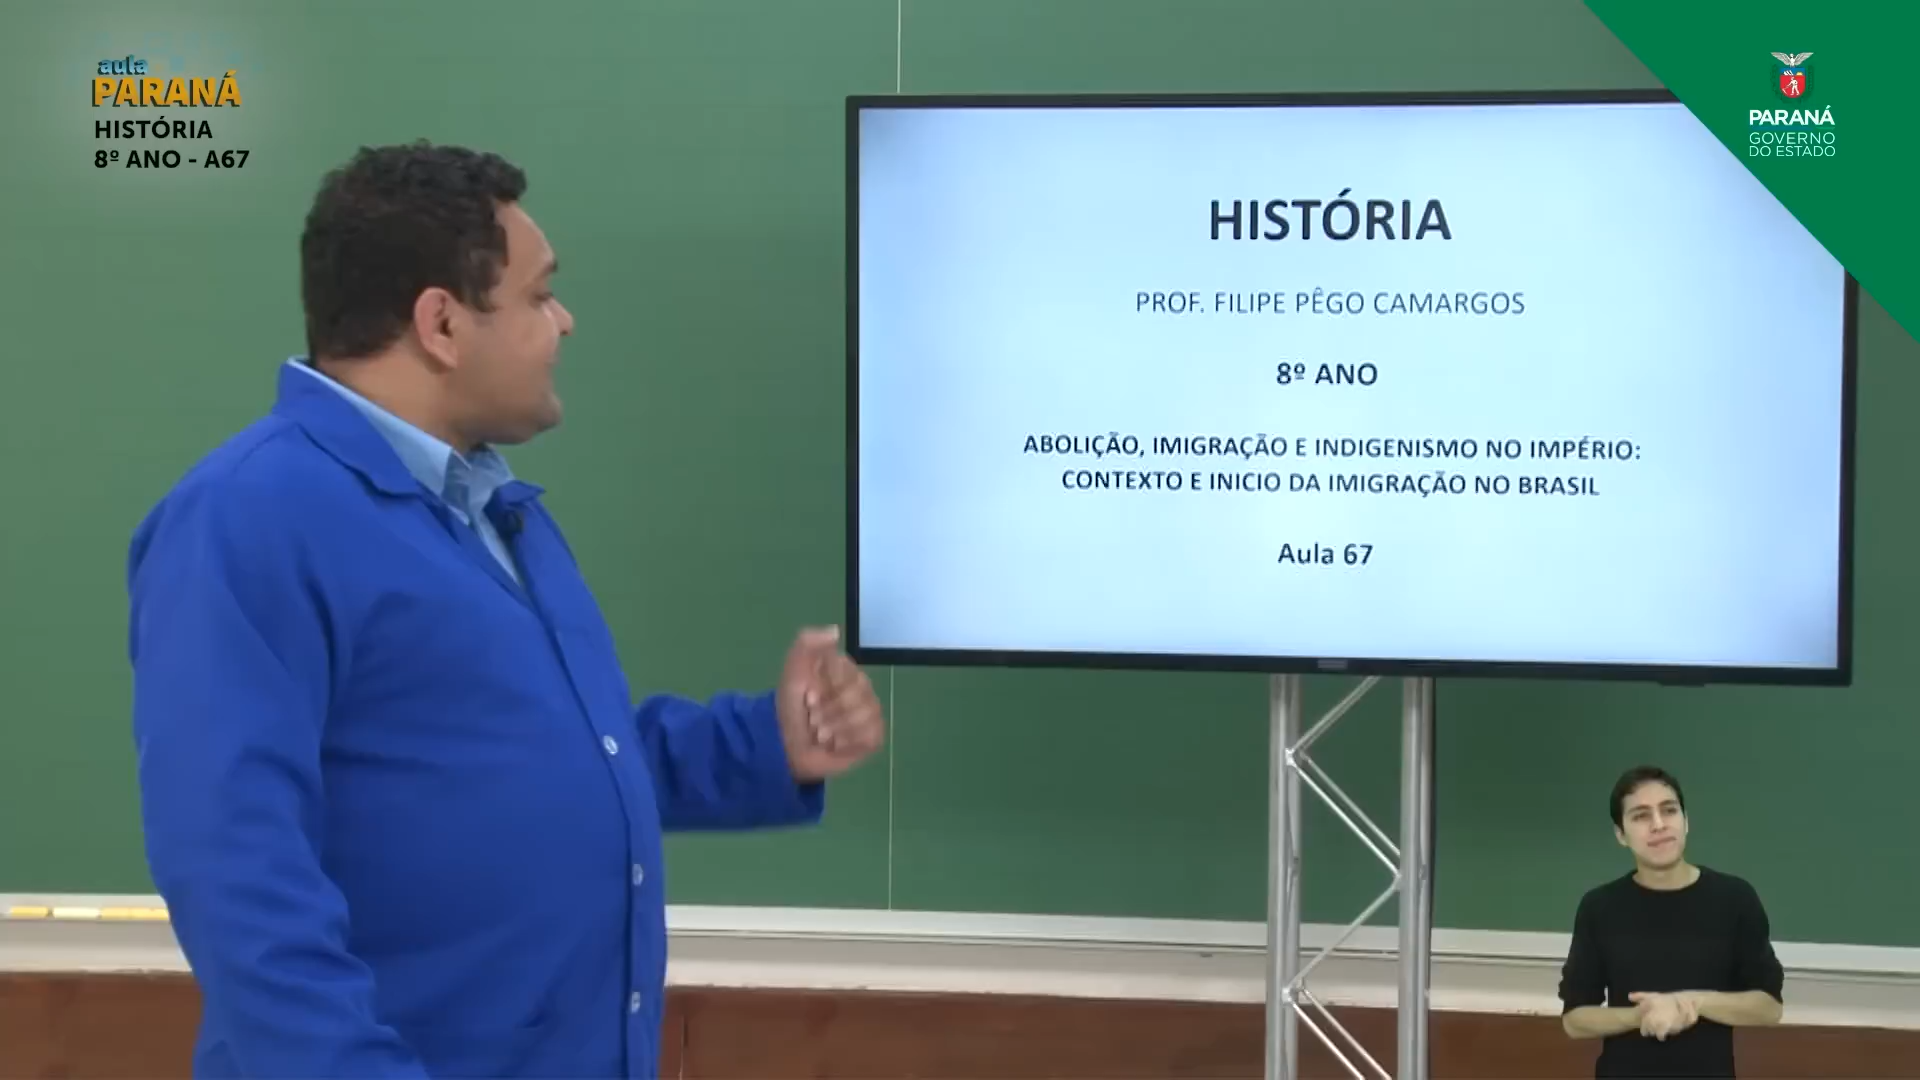 aula
PARANÁ
HISTÓRIA
8º ANO - A67
PARANÁ
GOVERNO
DO ESTADO
HISTÓRIA
PROF. FILIPE PÊGO CAMARGOS
8º ANO
ABOLIÇÃO, IMIGRAÇÃO E INDIGENISMO NO IMPÉRIO:
CONTEXTO E INICIO DA IMIGRAÇÃO NO BRASIL
Aula 67